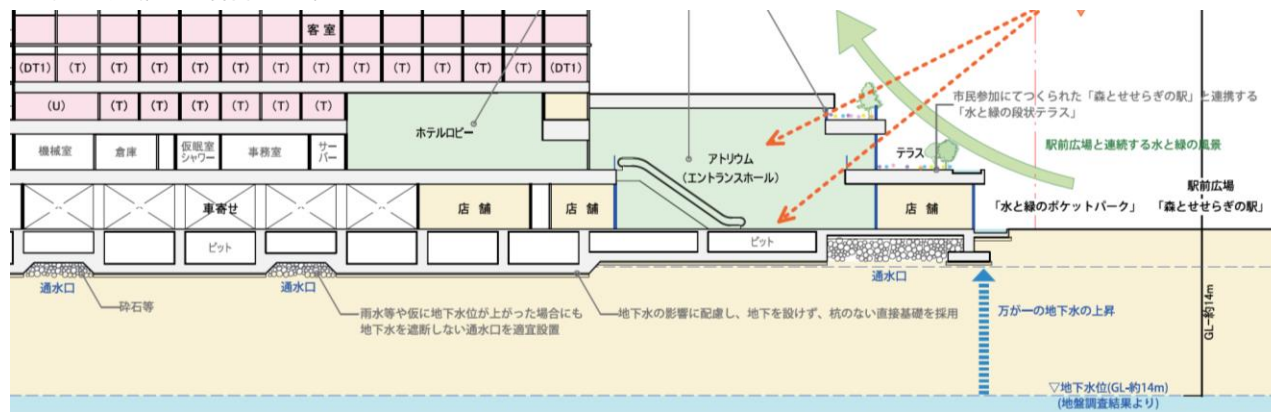 客 室
(DT1) (T) (T) (T) (T) (T) (T) (T) (T) (T) (T) (T) (T) (DT1)
(U) (T) (T) (T) (T) (T)
ホテルロビー
機械室 倉庫 仮眠室 シャワー 事務室 サーバー
アトリウム
(エントランスホール)
テラス
市民参加にてつくられた「森とせせらぎの駅」と連携する
「水と緑の段状テラス」
駅前広場と連続する水と緑の風景
車寄せ
店 舗
店 舗
店 舗
「水と緑のポケットパーク」
駅前広場
「森とせせらぎの駅」
ピット
ピット
通水口
通水口
通水口
砕石等
雨水等や仮に地下水位が上がった場合にも
地下水を遮断しない通水口を適宜設置
地下水の影響に配慮し、地下を設けず、杭のない直接基礎を採用
万が一の地下水の上昇
GL-約14m
▽地下水位(GL-約14m)
(地盤調査結果より)